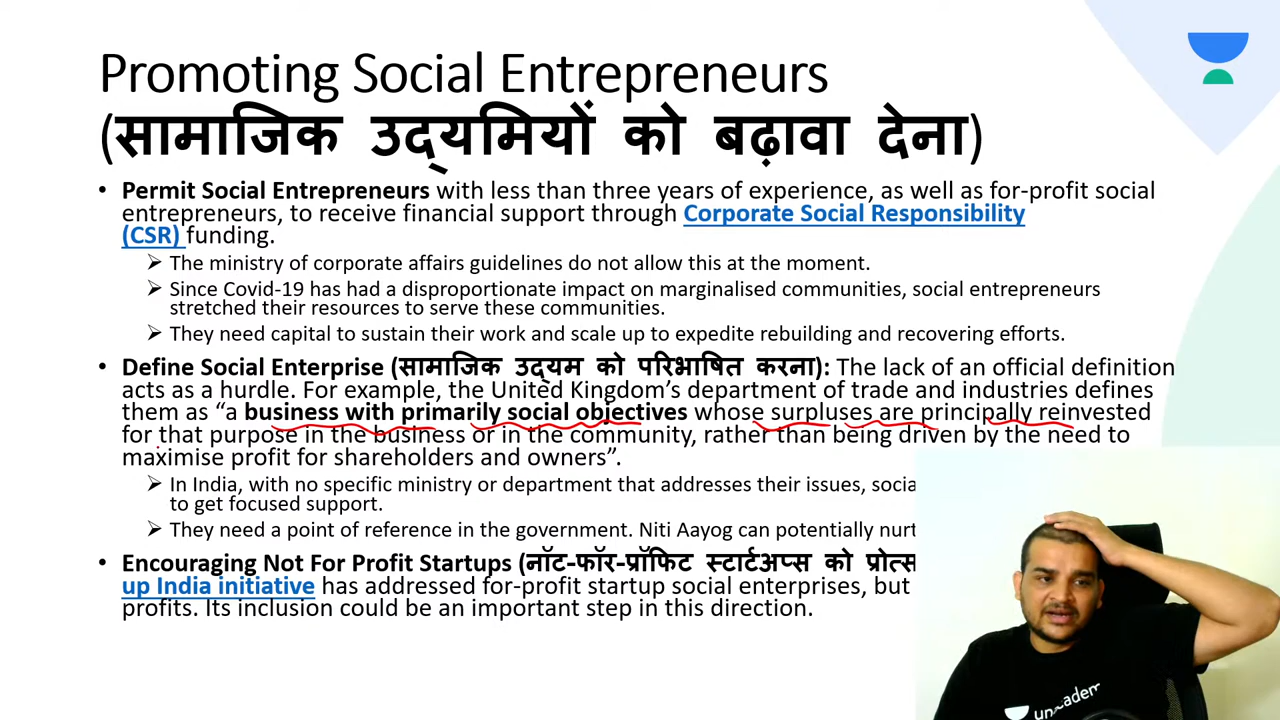 Promoting Social Entrepreneurs
(सामाजिक उद्यमियों को बढ़ावा देना)
• Permit Social Entrepreneurs with less than three years of experience, as well as for-profit social
entrepreneurs, to receive financial support through Corporate Social Responsibility
(CSR) funding.
➢ The ministry of corporate affairs guidelines do not allow this at the moment.
➢ Since Covid-19 has had a disproportionate impact on marginalised communities, social entrepreneurs
stretched their resources to serve these communities.
➢ They need capital to sustain their work and scale up to expedite rebuilding and recovering efforts.
• Define Social Enterprise (सामाजिक उद्यम को परिभाषित करना): The lack of an official definition
acts as a hurdle. For example, the United Kingdom's department of trade and industries defines
them as “a business with primarily social objectives whose surpluses are principally reinvested
for that purpose in the business or in the community, rather than being driven by the need to
maximise profit for shareholders and owners”.
➢ In India, with no specific ministry or department that addresses their issues,
to get focused support.
➢ They need a point of reference in the government. Niti Aayog can potentially
• Encouraging Not For Profit Startups (नॉट-फॉर-प्रॉफिट स्टार्टअप्स को
up India initiative has addressed for-profit startup social enterprises, but
profits. Its inclusion could be an important step in this direction.